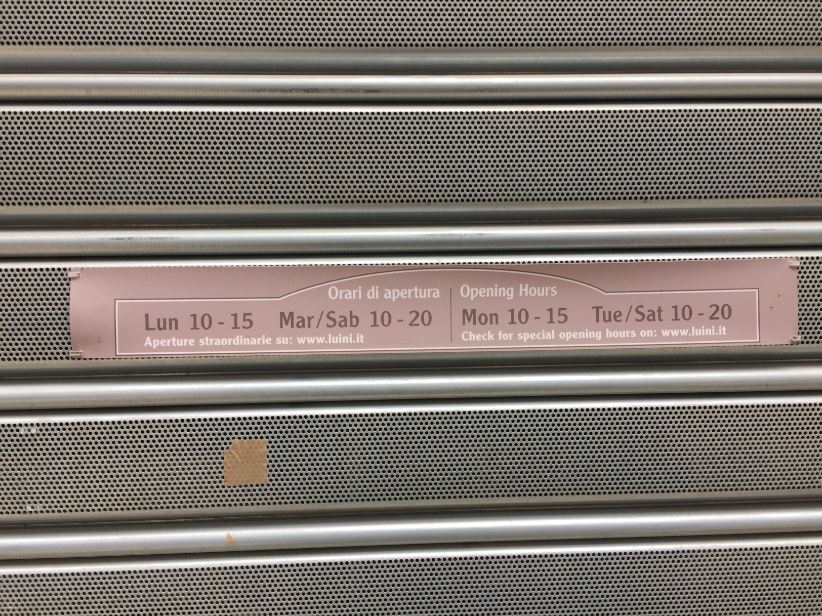 Orari di apertura
Lun 10 - 15 Mar/Sab 10 - 20
Aperture straordinarie su: www.luini.it
Opening Hours
Mon 10 - 15 Tue/Sat 10 - 20
Check for special opening hours on: www.luini.it